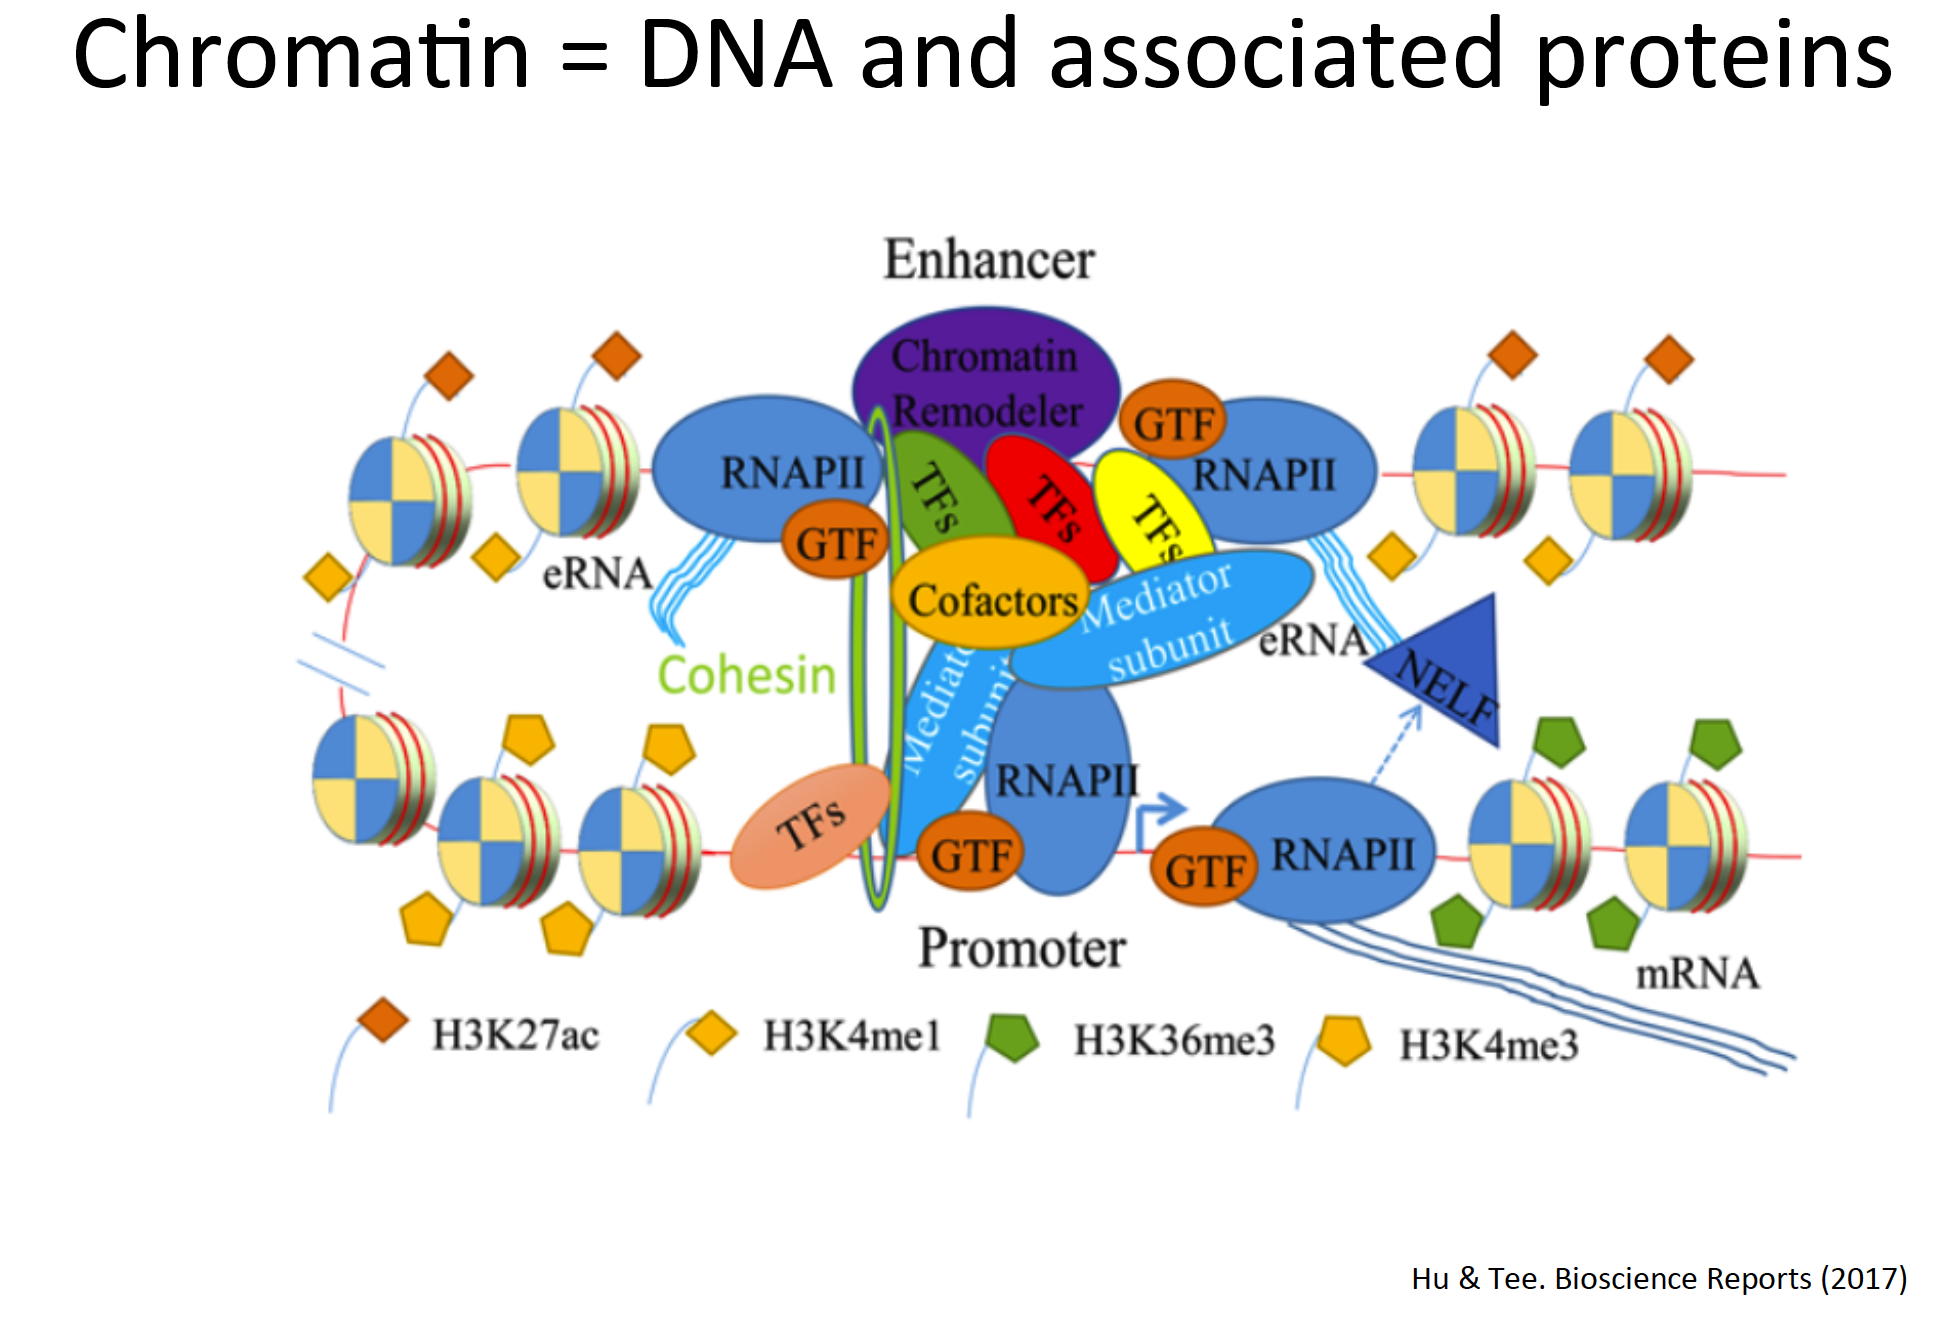 Chromatin = DNA and associated proteins
Enhancer
Chromatin
Remodeler
GTF
RNAPII
RNAPII
TFs
TFs
TFs
GTF
eRNA
Cofactors
Mediator
subunit
eRNA
Cohesin
NELF
Mediato
subunit
RNAPII
TFs
GTF
GTF
RNAPII
Promoter
mRNA
H3K27ac
H3K4me1
H3K36me3
H3K4me3
Hu & Tee. Bioscience Reports (2017)